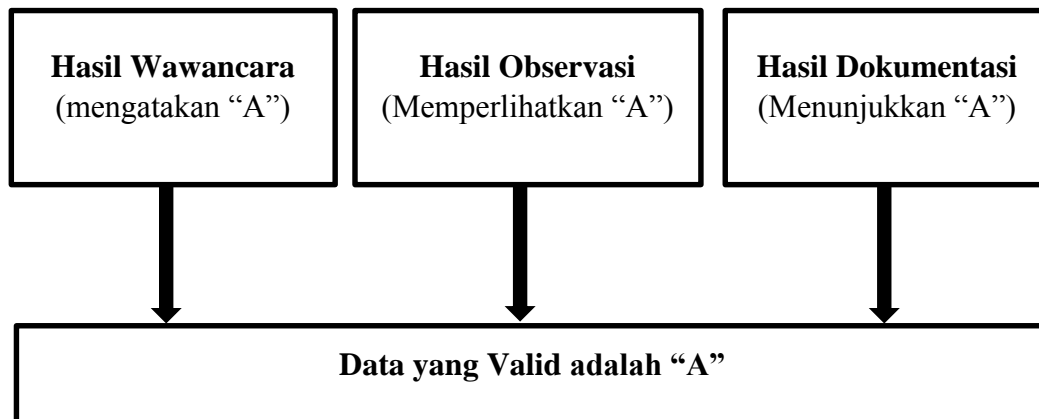 Hasil Wawancara
(mengatakan “A”)
Hasil Observasi
(Memperlihatkan “A”)
Hasil Dokumentasi
(Menunjukkan “A”)
Data yang Valid adalah “A”